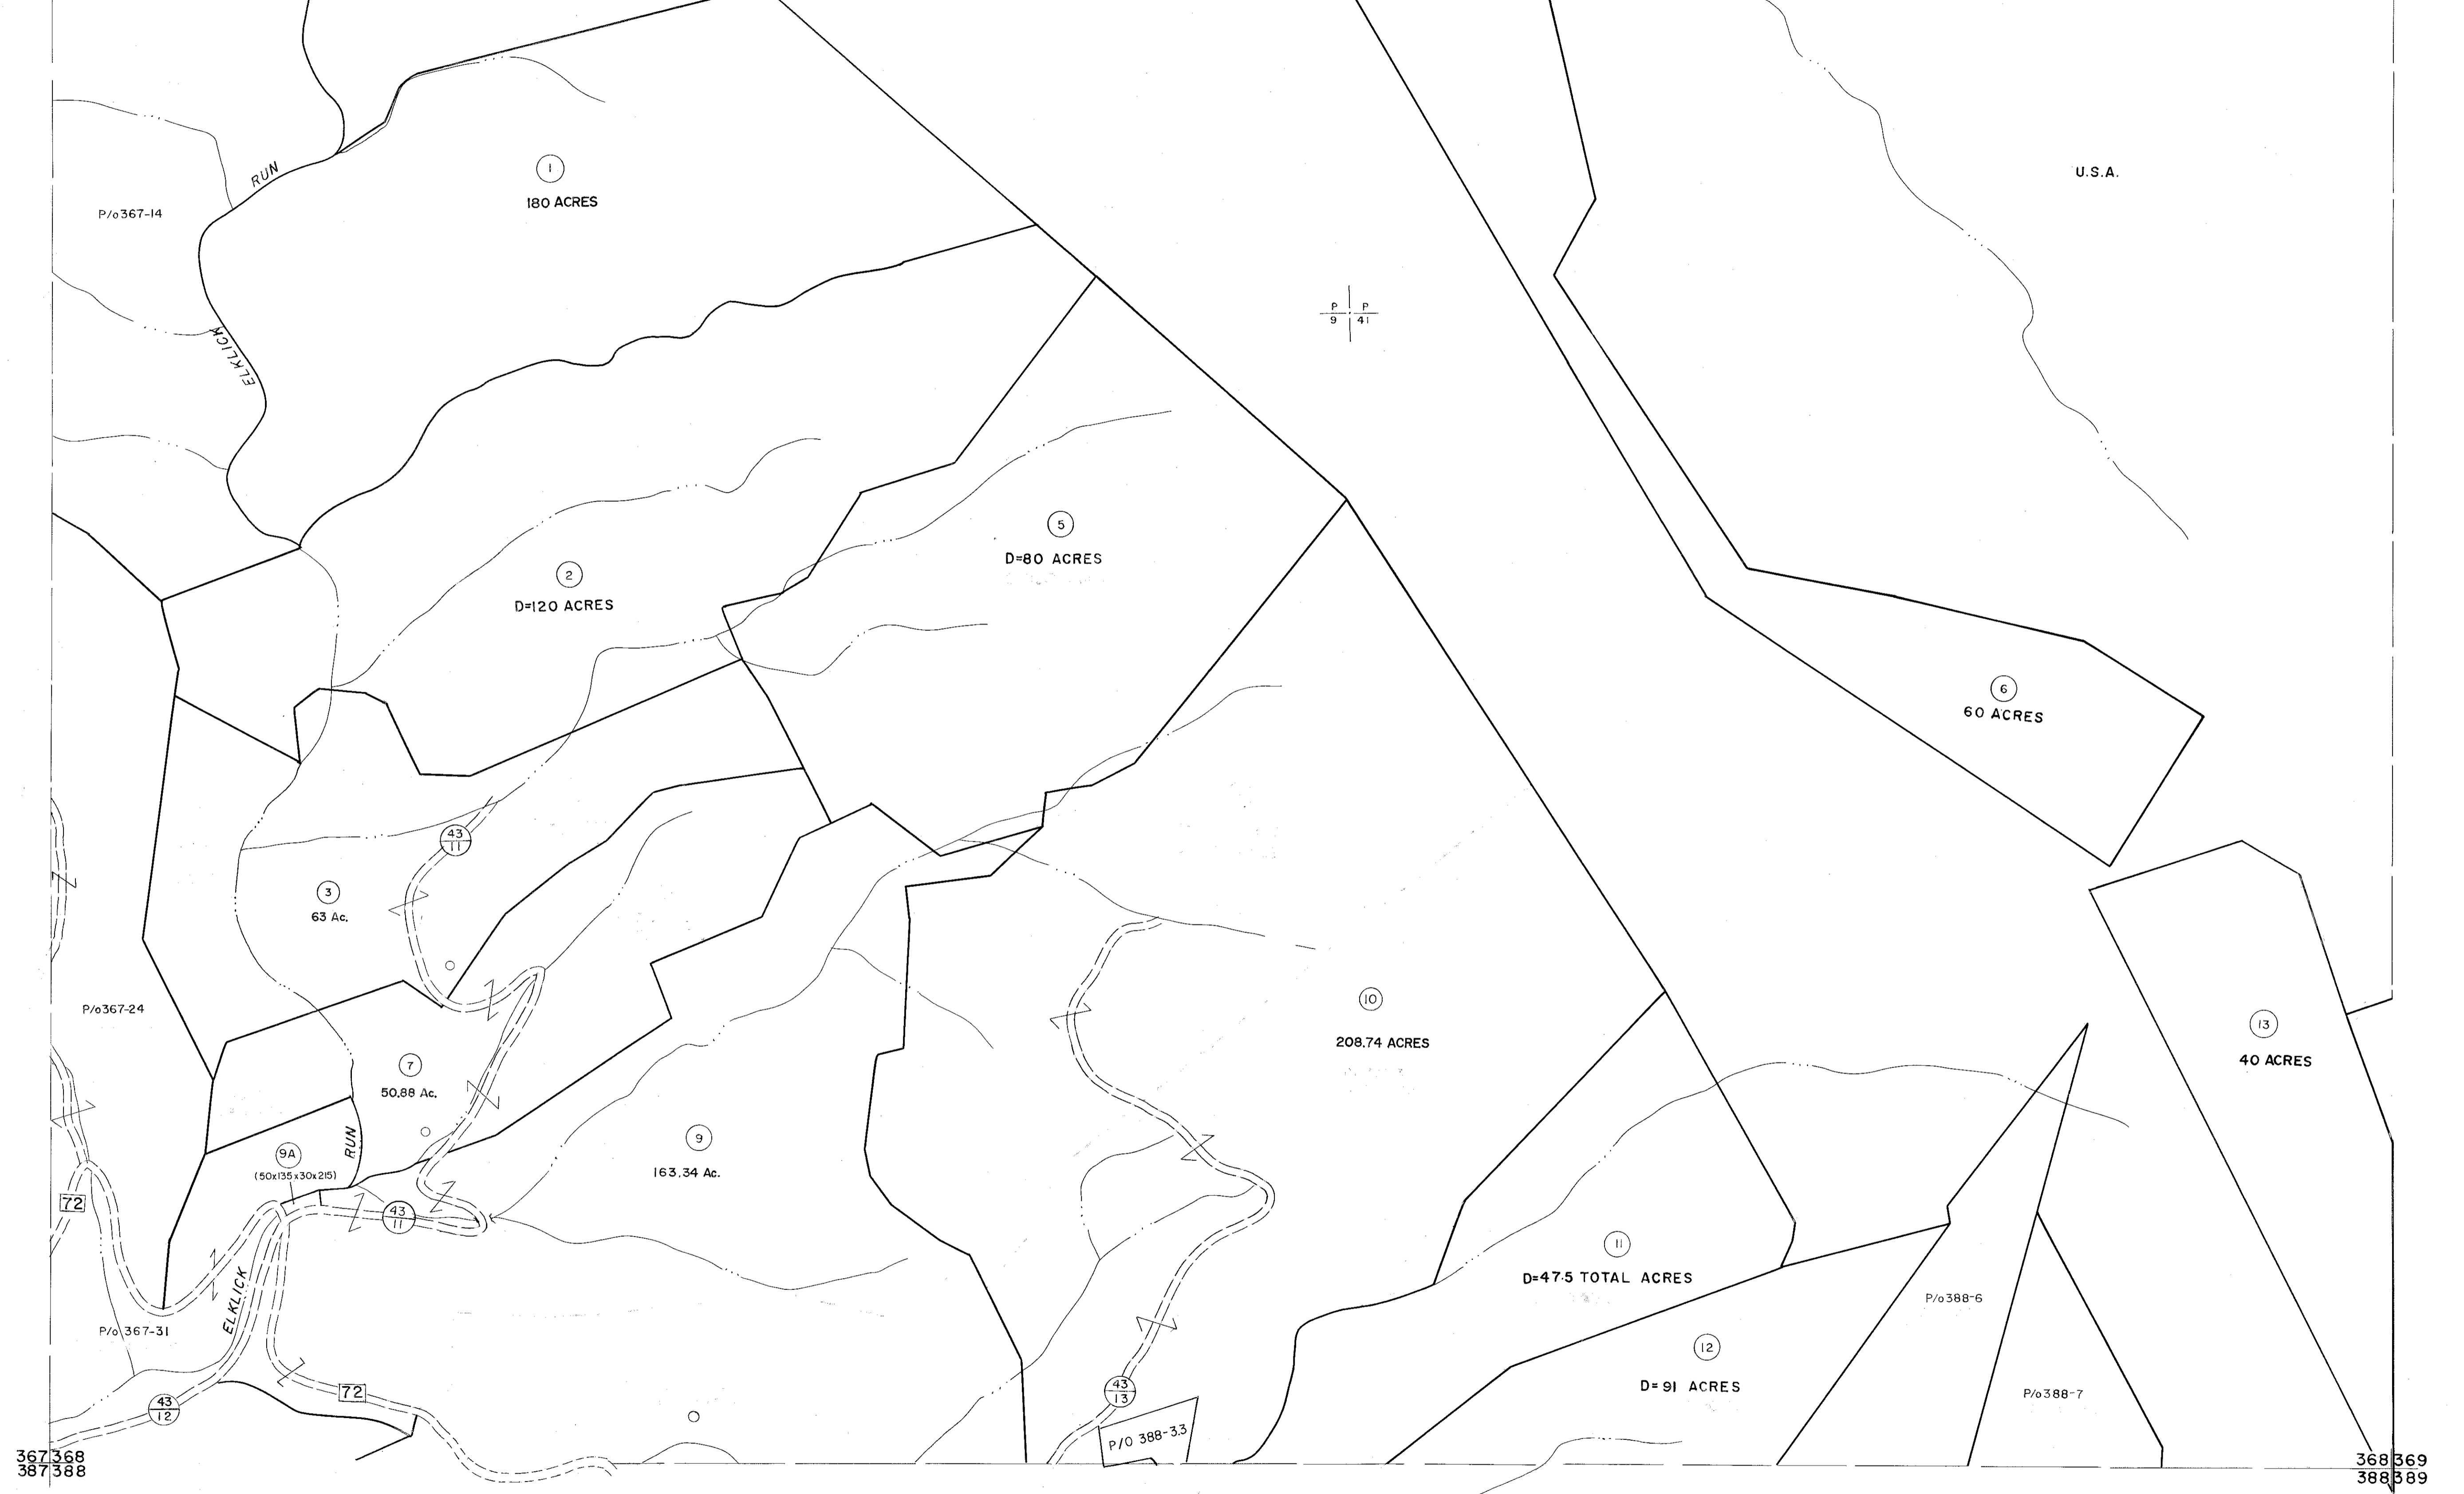 1
180 ACRES
RUN
U.S.A.
P/o 367-14
P P
9 41
ELKLICK
5
D=80 ACRES
2
D=120 ACRES
6
60 ACRES
43
11
3
63 Ac.
P/o 367-24
10
208.74 ACRES
13
40 ACRES
7
50.88 Ac.
9
163.34 Ac.
RUN
9A
(50x135x30x215)
72
43
11
11
D=47.5 TOTAL ACRES
P/o 388-6
ELKLICK
P/o 367-31
12
D=91 ACRES
P/o 388-7
72
43
13
43
12
P/O 388-3.3
367 368
387 388
368 369
388 389